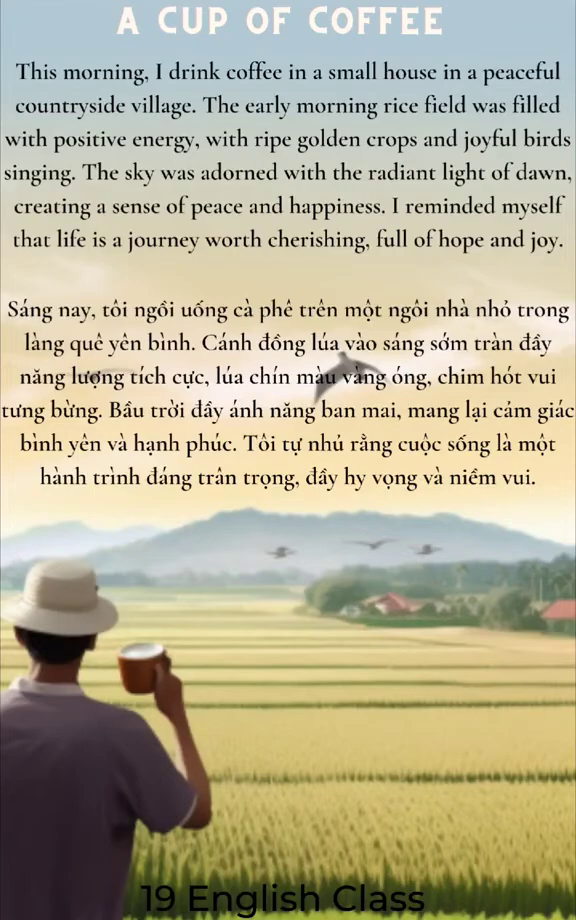 A CUP OF COFFEE
This morning, I drink coffee in a small house in a peaceful
countryside village. The early morning rice field was filled
with positive energy, with ripe golden crops and joyful birds
singing. The sky was adorned with the radiant light of dawn,
creating a sense of peace and happiness. I reminded myself
that life is a journey worth cherishing, full of hope and joy.
Sáng nay, tôi ngồi uống cà phê trên một ngôi nhà nhỏ trong
làng quê yên bình. Cánh đồng lúa vào sáng sớm tràn đầy
năng lượng tích cực, lúa chín màu vàng óng, chim hót vui
tưng bừng. Bầu trời đầy ánh nắng ban mai, mang lại cảm giác
bình yên và hạnh phúc. Tôi tự nhủ rằng cuộc sống là một
hành trình đáng trân trọng, đầy hy vọng và niềm vui.
19 English Class